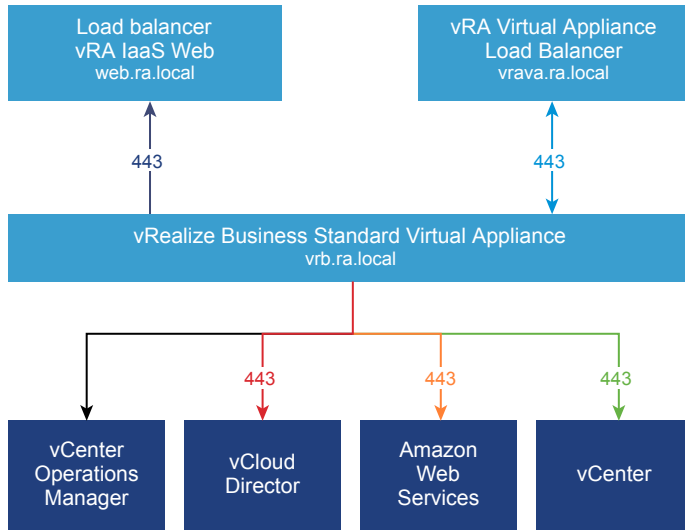 Load balancer
vRA IaaS Web
web.ra.local
vRA Virtual Appliance
Load Balancer
vrava.ra.local
443
443
vRealize Business Standard Virtual Appliance
vrb.ra.local
443
443
443
vCenter
Operations
Manager
vCloud
Director
Amazon
Web
Services
vCenter